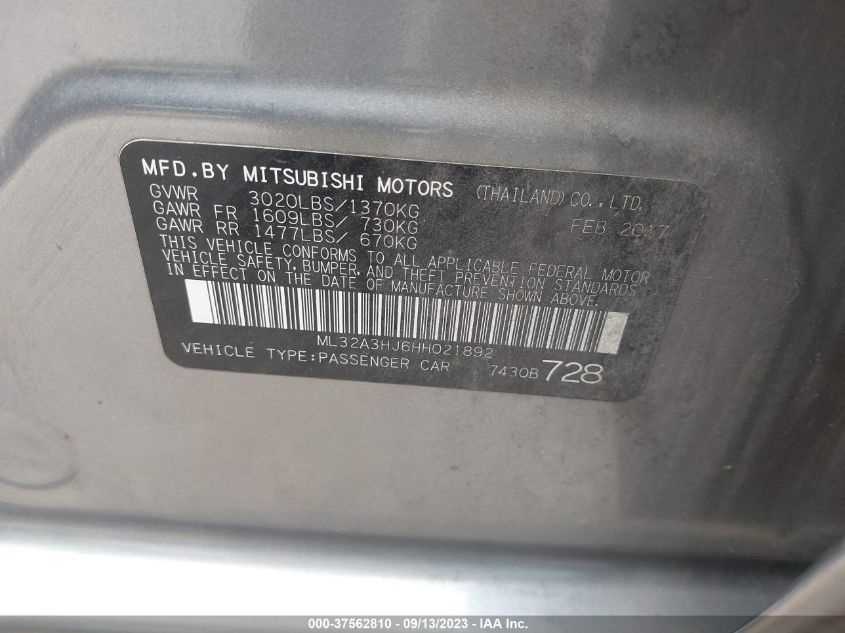 MFD.BY MITSUBISHI MOTORS (THAILAND)CO.,LTD.
GVWR 3020LBS/1370KG FEB 2017
GAWR FR 1609LBS/ 730KG
GAWR RR 1477LBS/ 670KG
THIS VEHICLE CONFORMS TO ALL APPLICABLE FEDERAL MOTOR
VEHICLE SAFETY, BUMPER, AND THEFT PREVENTION STANDARDS
IN EFFECT ON THE DATE OF MANUFACTURE SHOWN ABOVE.
ML32A3HJ6HH021892
VEHICLE TYPE:PASSENGER CAR 7430B 728
000-37562810 - 09/13/2023 - IAA Inc.